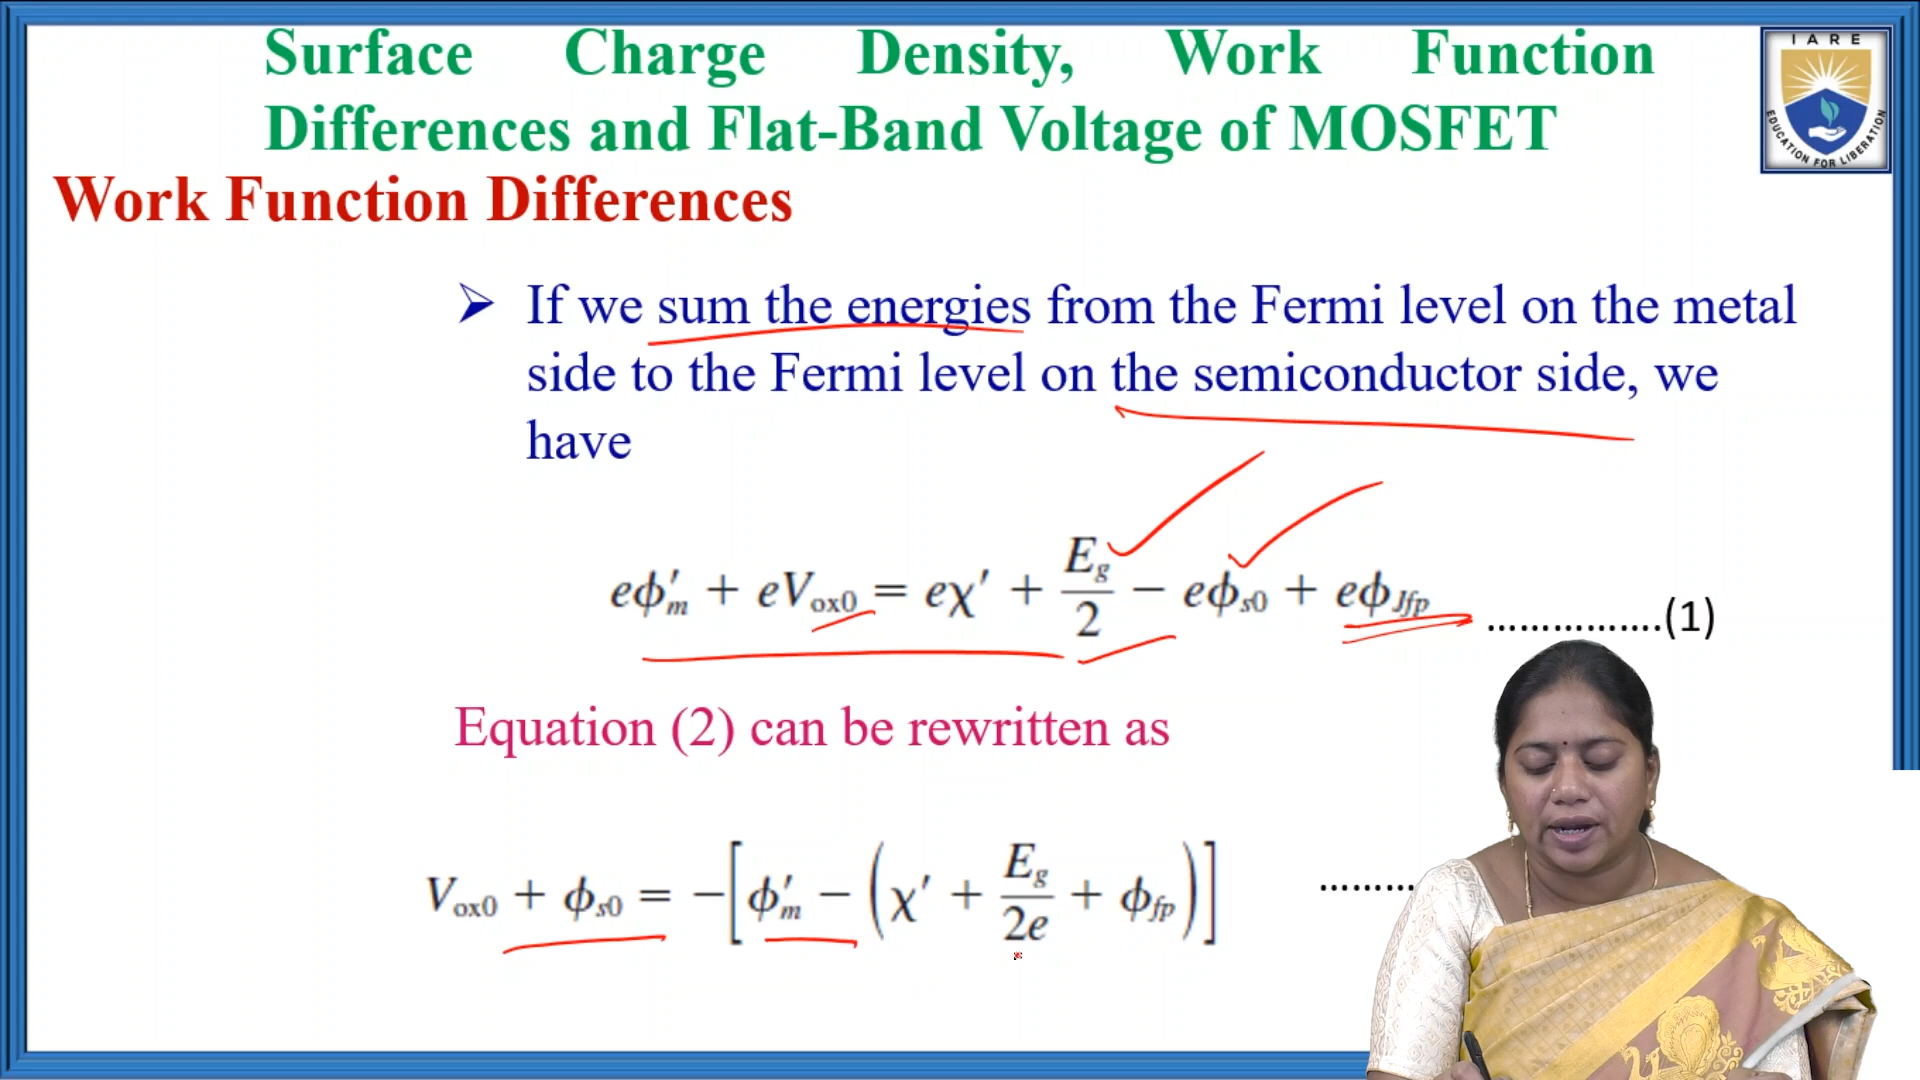 Surface Charge Density, Work Function
Differences and Flat-Band Voltage of MOSFET
IARE
EDUCATION FOR LIBERATION
Work Function Differences
➤ If we sum the energies from the Fermi level on the metal
side to the Fermi level on the semiconductor side, we
have
eϕ′m + eVox0 = eχ′ + Eg/2 − eϕs0 + eϕJfp ................(1)
Equation (2) can be rewritten as
Vox0 + ϕs0 = −[ϕ′m − (χ′ + Eg/2e + ϕfp)] .........